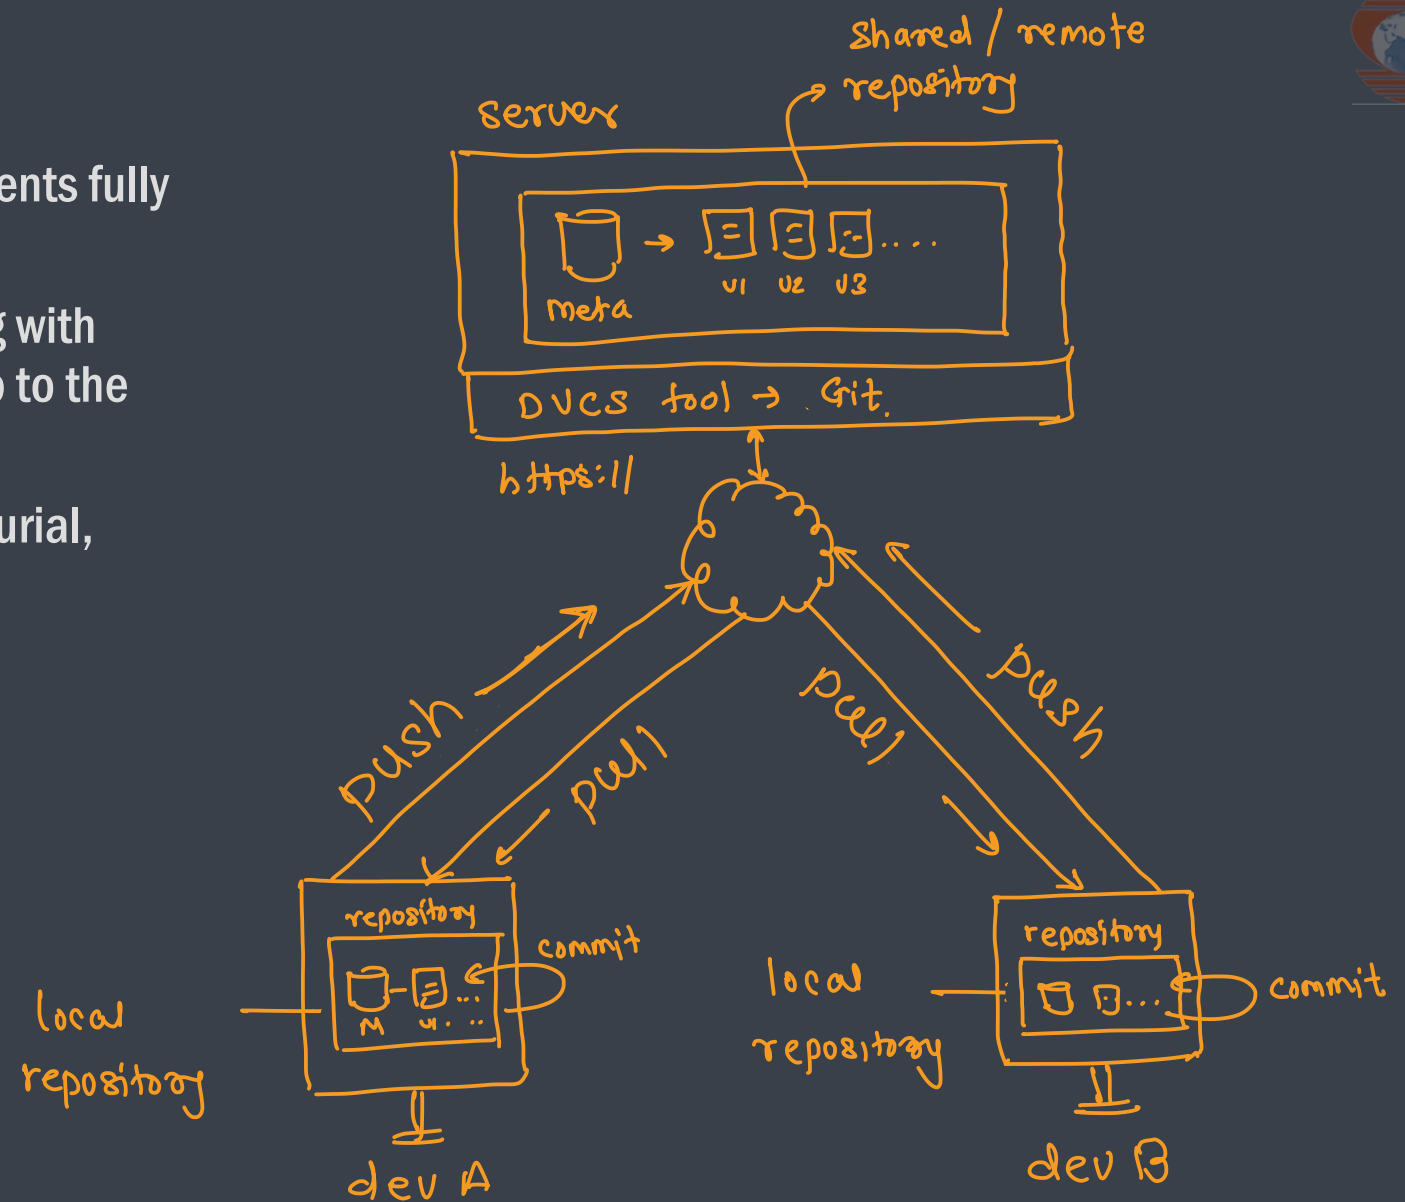 ents fully
g with
o to the
urial,
Shared / remote
repository
server
meta
v1 v2 v3 ....
DVCS tool → Git.
https://
push
pull
pull
push
repository
commit
M v1 . ..
local
repository
dev A
repository
commit
local
repository
dev B